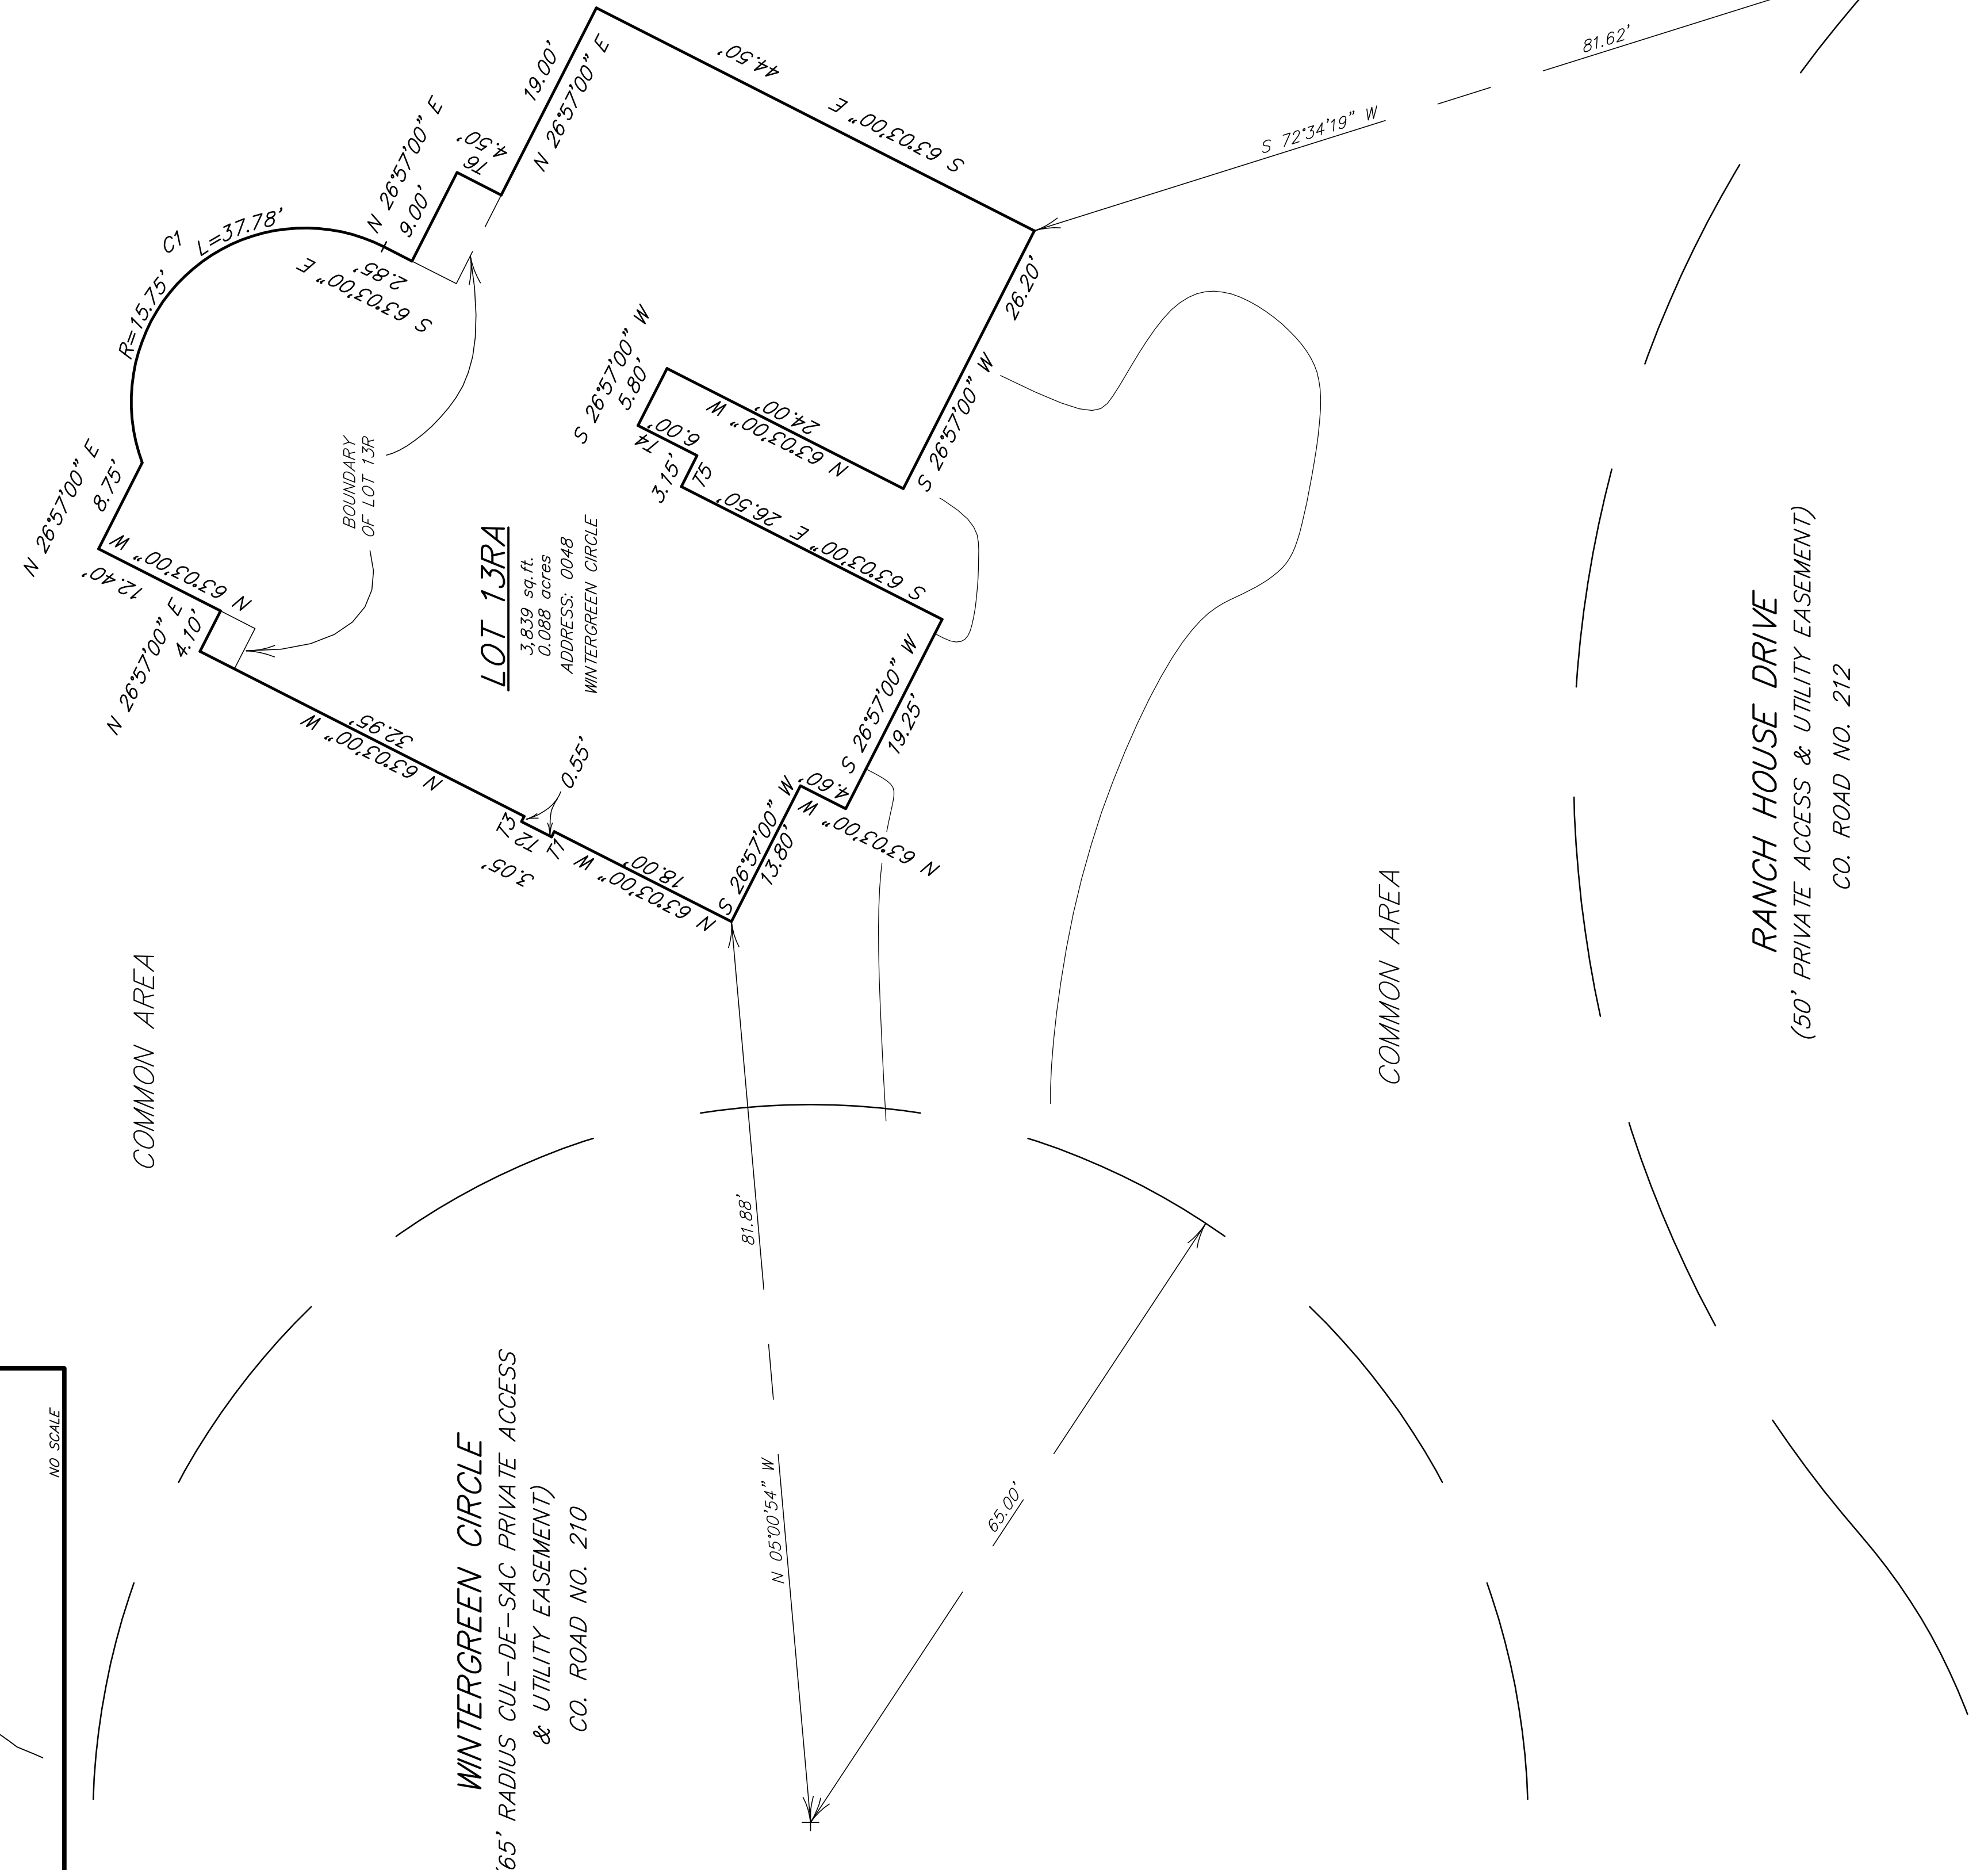 81.62'
S 72°34'19" W
44.50'
S 63°03'00" E
19.00'
N 26°57'00" E
4.50'
T6
N 26°57'00" E
9.00'
2.85'
S 63°03'00" E
C1
L=37.78'
R=15.75'
N 26°57'00" E
8.75'
N 63°03'00" W
12.40'
N 26°57'00" E
4.10'
BOUNDARY
OF LOT 13R
S 26°57'00" W
5.80'
26.20'
S 26°57'00" W
24.00'
N 63°03'00" W
6.00'
T4
3.15'
T5
26.50'
S 63°03'00" E
LOT 13RA
3,839 sq.ft.
0.088 acres
ADDRESS: 0048
WINTERGREEN CIRCLE
32.95'
N 63°03'00" W
0.55'
T3
T2
3.05'
T1
18.00'
N 63°03'00" W
S 26°57'00" W
13.80'
4.60'
N 63°03'00" W
S 26°57'00" W
19.25'
COMMON AREA
COMMON AREA
RANCH HOUSE DRIVE
(50' PRIVATE ACCESS & UTILITY EASEMENT)
CO. ROAD NO. 212
81.88'
N 05°00'54" W
65.00'
NO SCALE
WINTERGREEN CIRCLE
(65' RADIUS CUL-DE-SAC PRIVATE ACCESS
& UTILITY EASEMENT)
CO. ROAD NO. 210